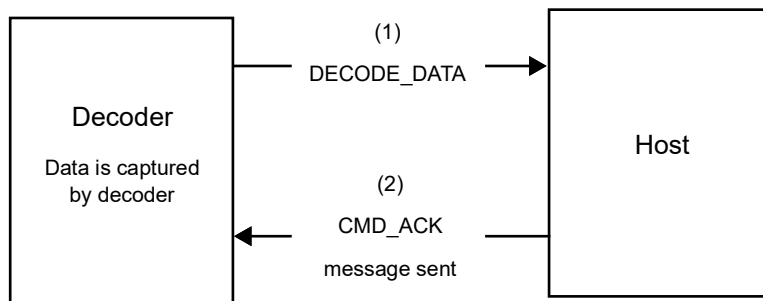 Decoder
Data is captured
by decoder
(1)
DECODE_DATA
(2)
CMD_ACK
message sent
Host